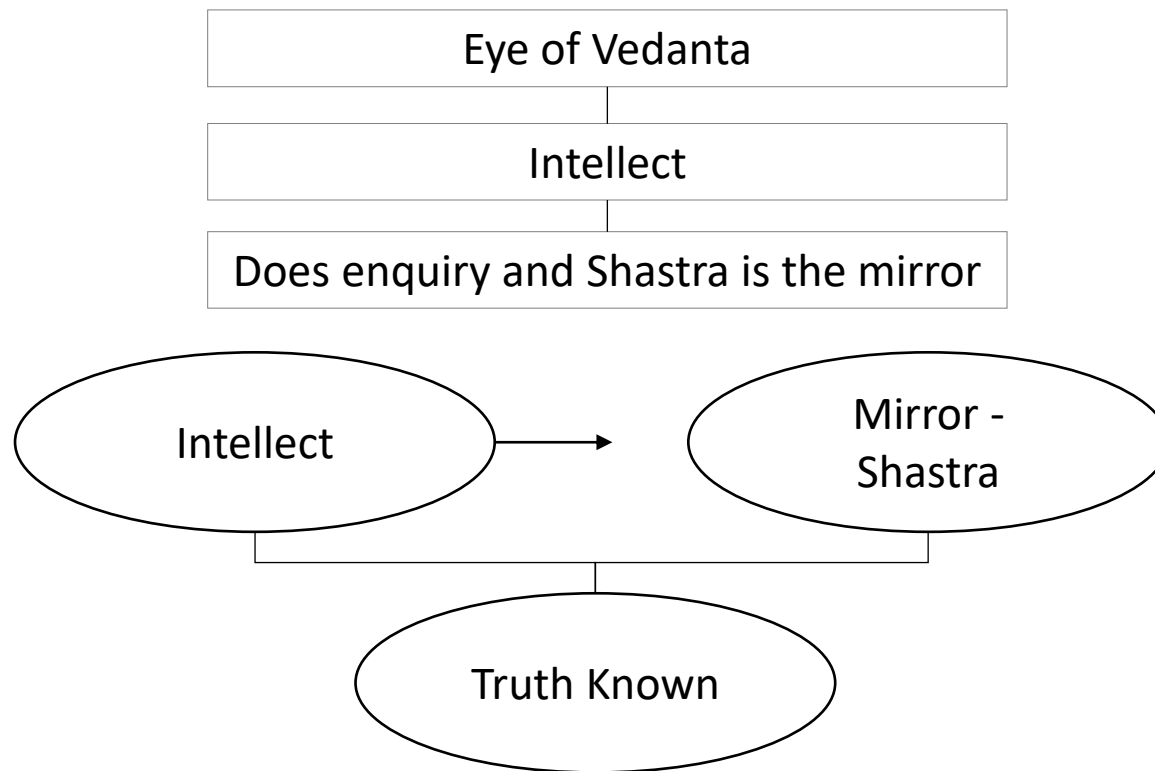 Eye of Vedanta
Intellect
Does enquiry and Shastra is the mirror
Intellect
Mirror -
Shastra
Truth Known